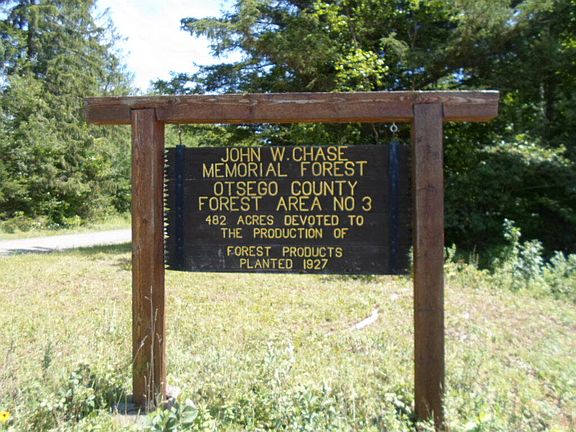 JOHN W. CHASE
MEMORIAL FOREST
OTSEGO COUNTY
FOREST AREA NO 3
482 ACRES DEVOTED TO
THE PRODUCTION OF
FOREST PRODUCTS
PLANTED 1927